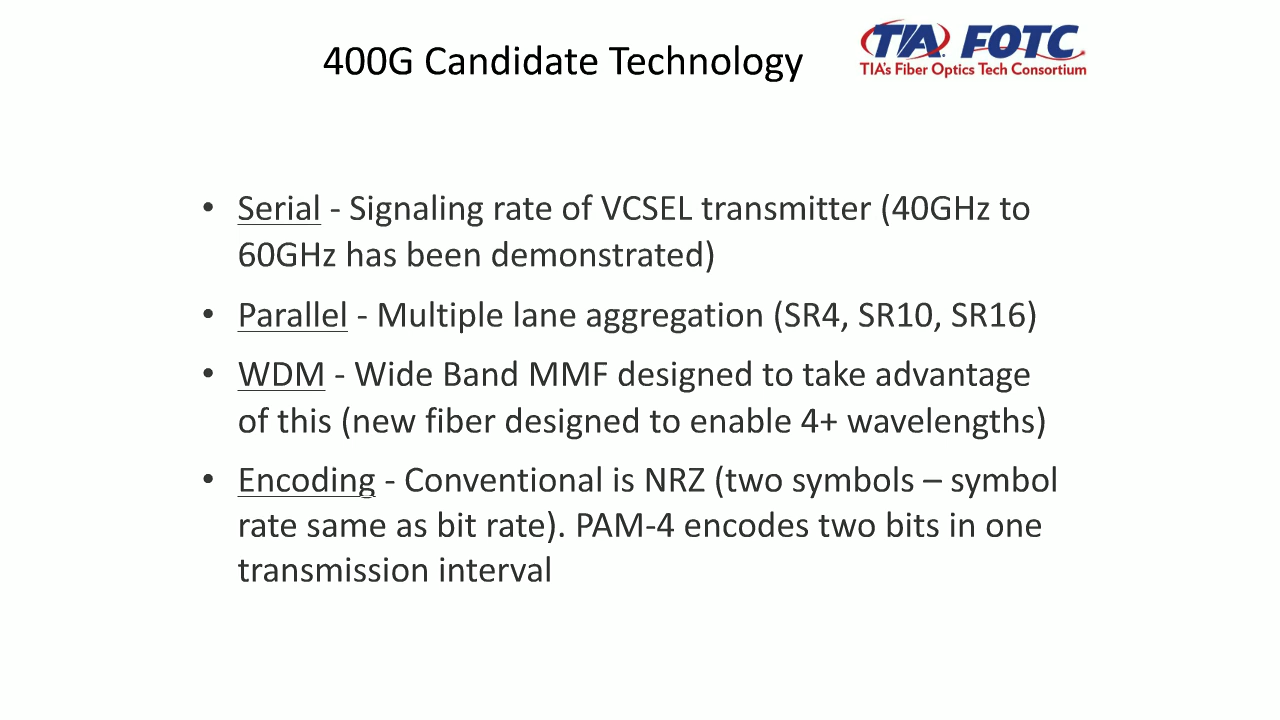 400G Candidate Technology
TIA FOTC
TIA's Fiber Optics Tech Consortium
• Serial - Signaling rate of VCSEL transmitter (40GHz to
60GHz has been demonstrated)
• Parallel - Multiple lane aggregation (SR4, SR10, SR16)
• WDM - Wide Band MMF designed to take advantage
of this (new fiber designed to enable 4+ wavelengths)
• Encoding - Conventional is NRZ (two symbols – symbol
rate same as bit rate). PAM-4 encodes two bits in one
transmission interval